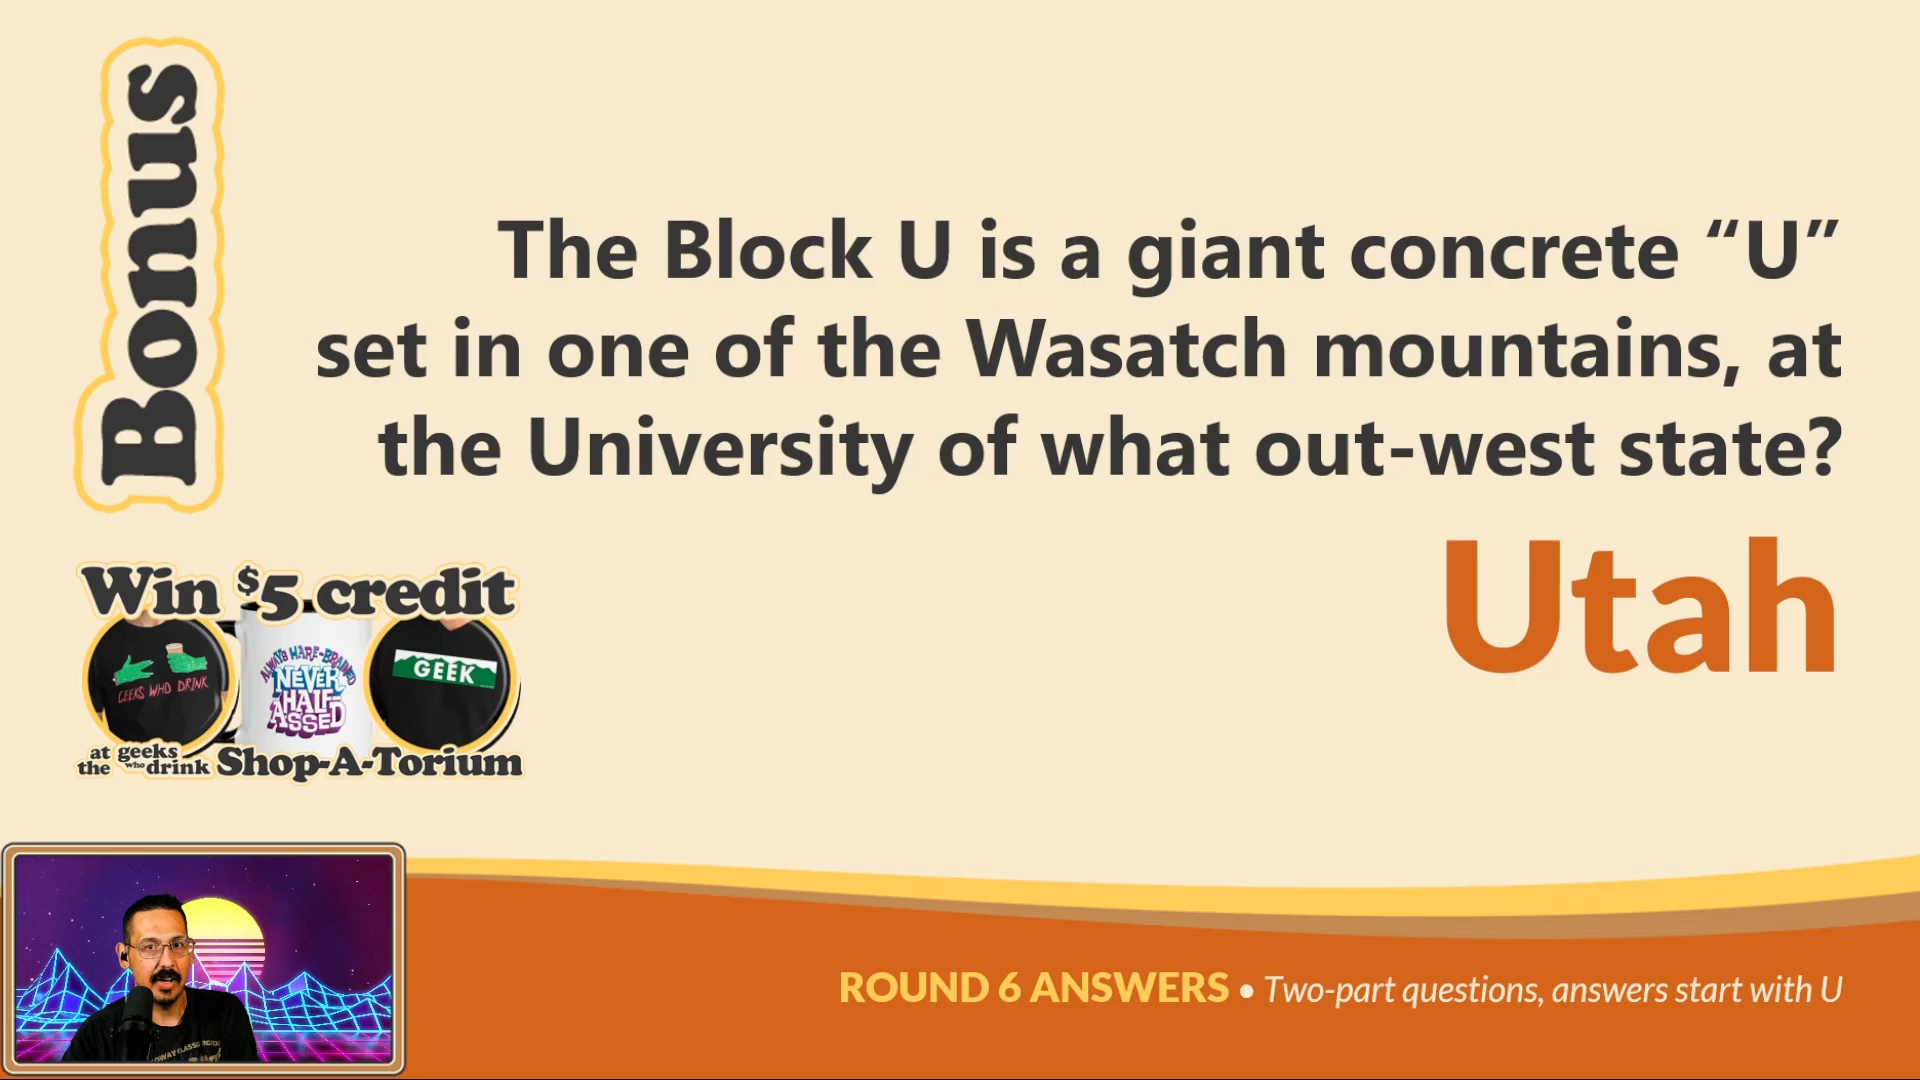 Bonus
The Block U is a giant concrete “U”
set in one of the Wasatch mountains, at
the University of what out-west state?
Utah
Win $5 credit
GEEKS WHO DRINK
ALWAYS HARE-BRAINED
NEVER
HALF-
ASSED
GEEK
at the geeks who drink Shop-A-Torium
ROUND 6 ANSWERS • Two-part questions, answers start with U